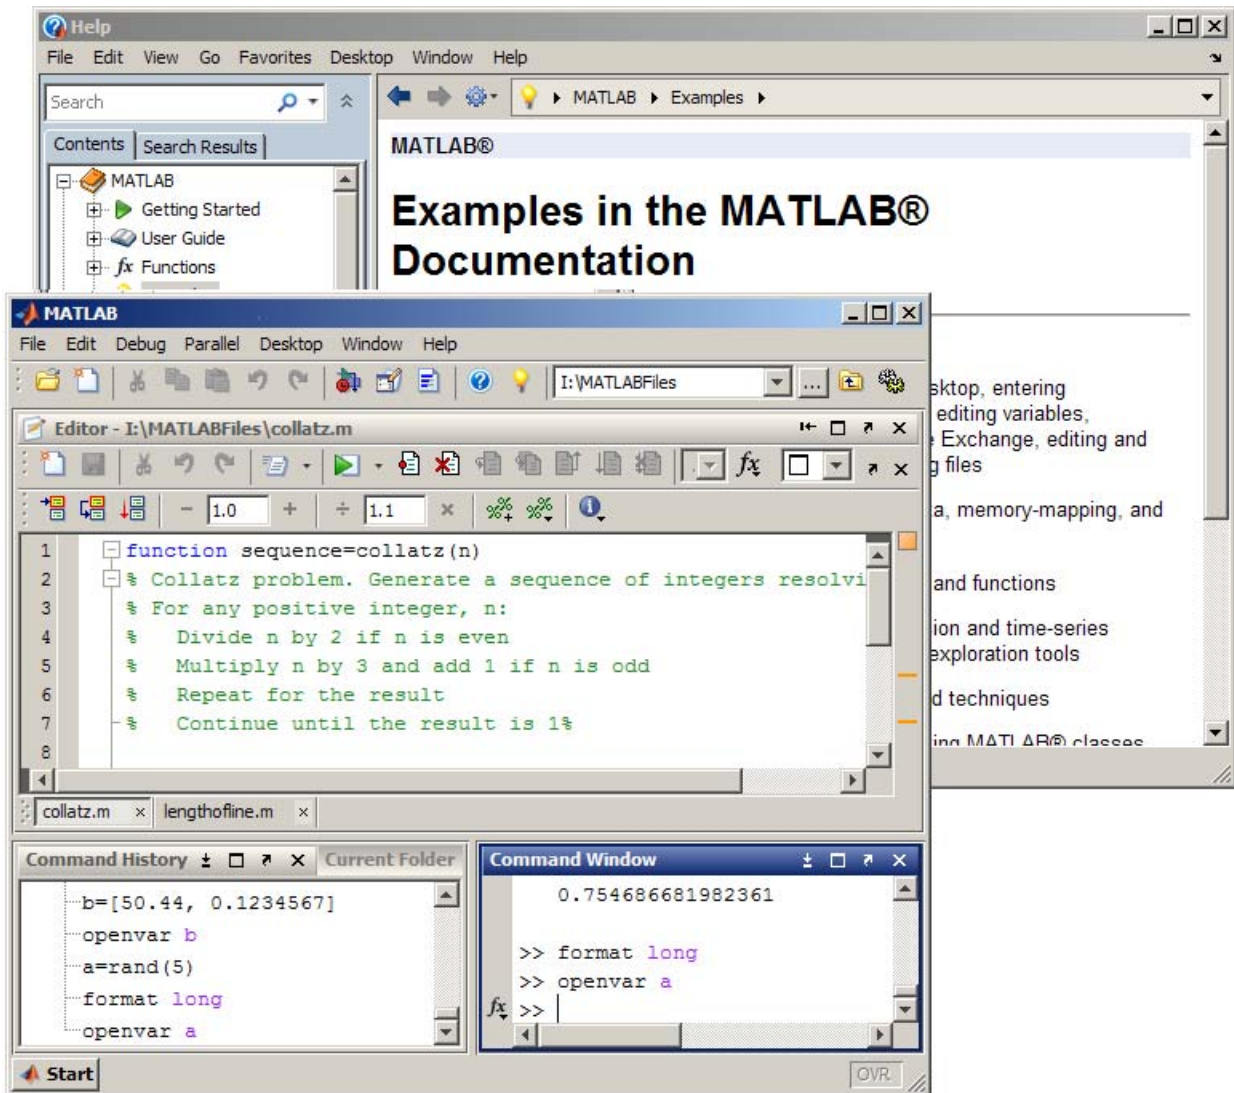 Help
File Edit View Go Favorites Desktop Window Help
Search
MATLAB Examples
Contents Search Results
MATLAB®
MATLAB
Getting Started
User Guide
Functions
Examples in the MATLAB®
Documentation
sktop, entering
editing variables,
Exchange, editing and
g files
a, memory-mapping, and
and functions
ion and time-series
exploration tools
d techniques
ing MATLAB® classes
MATLAB
File Edit Debug Parallel Desktop Window Help
I:\MATLABFiles
Editor - I:\MATLABFiles\collatz.m
fx
- 1.0 + ÷ 1.1 ×
1 function sequence=collatz(n)
2 % Collatz problem. Generate a sequence of integers resolvi
3 % For any positive integer, n:
4 %   Divide n by 2 if n is even
5 %   Multiply n by 3 and add 1 if n is odd
6 %   Repeat for the result
7 %   Continue until the result is 1%
8
collatz.m × lengthofline.m ×
Command History Current Folder
b=[50.44, 0.1234567]
openvar b
a=rand(5)
format long
openvar a
Command Window
0.754686681982361
>> format long
>> openvar a
fx >>
Start
OVR